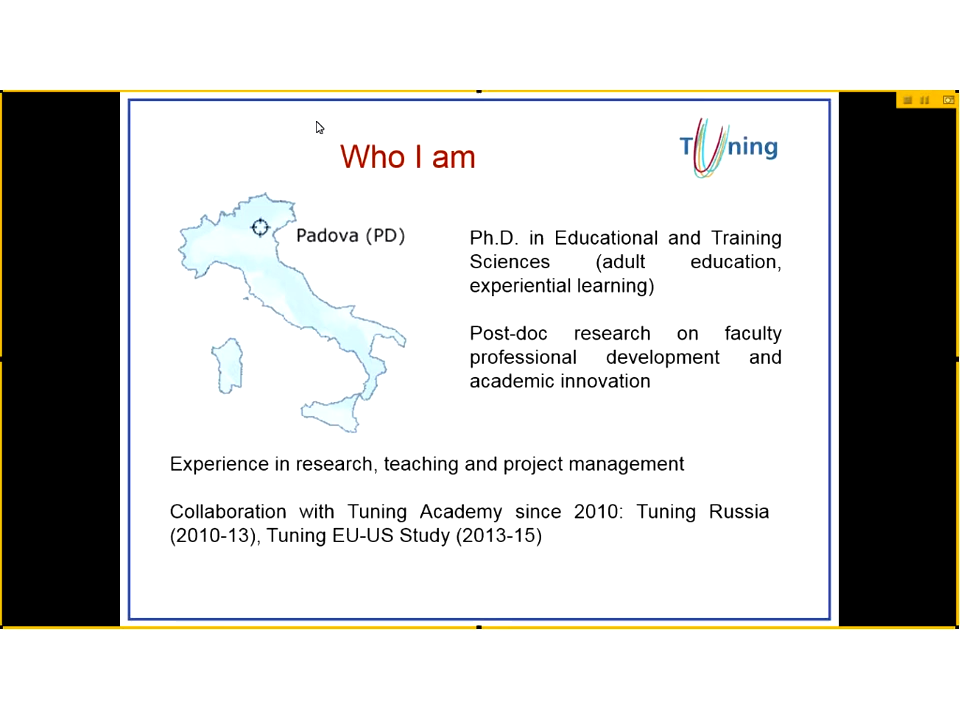 Who I am
Tuning
Padova (PD)
Ph.D. in Educational and Training
Sciences (adult education,
experiential learning)
Post-doc research on faculty
professional development and
academic innovation
Experience in research, teaching and project management
Collaboration with Tuning Academy since 2010: Tuning Russia
(2010-13), Tuning EU-US Study (2013-15)